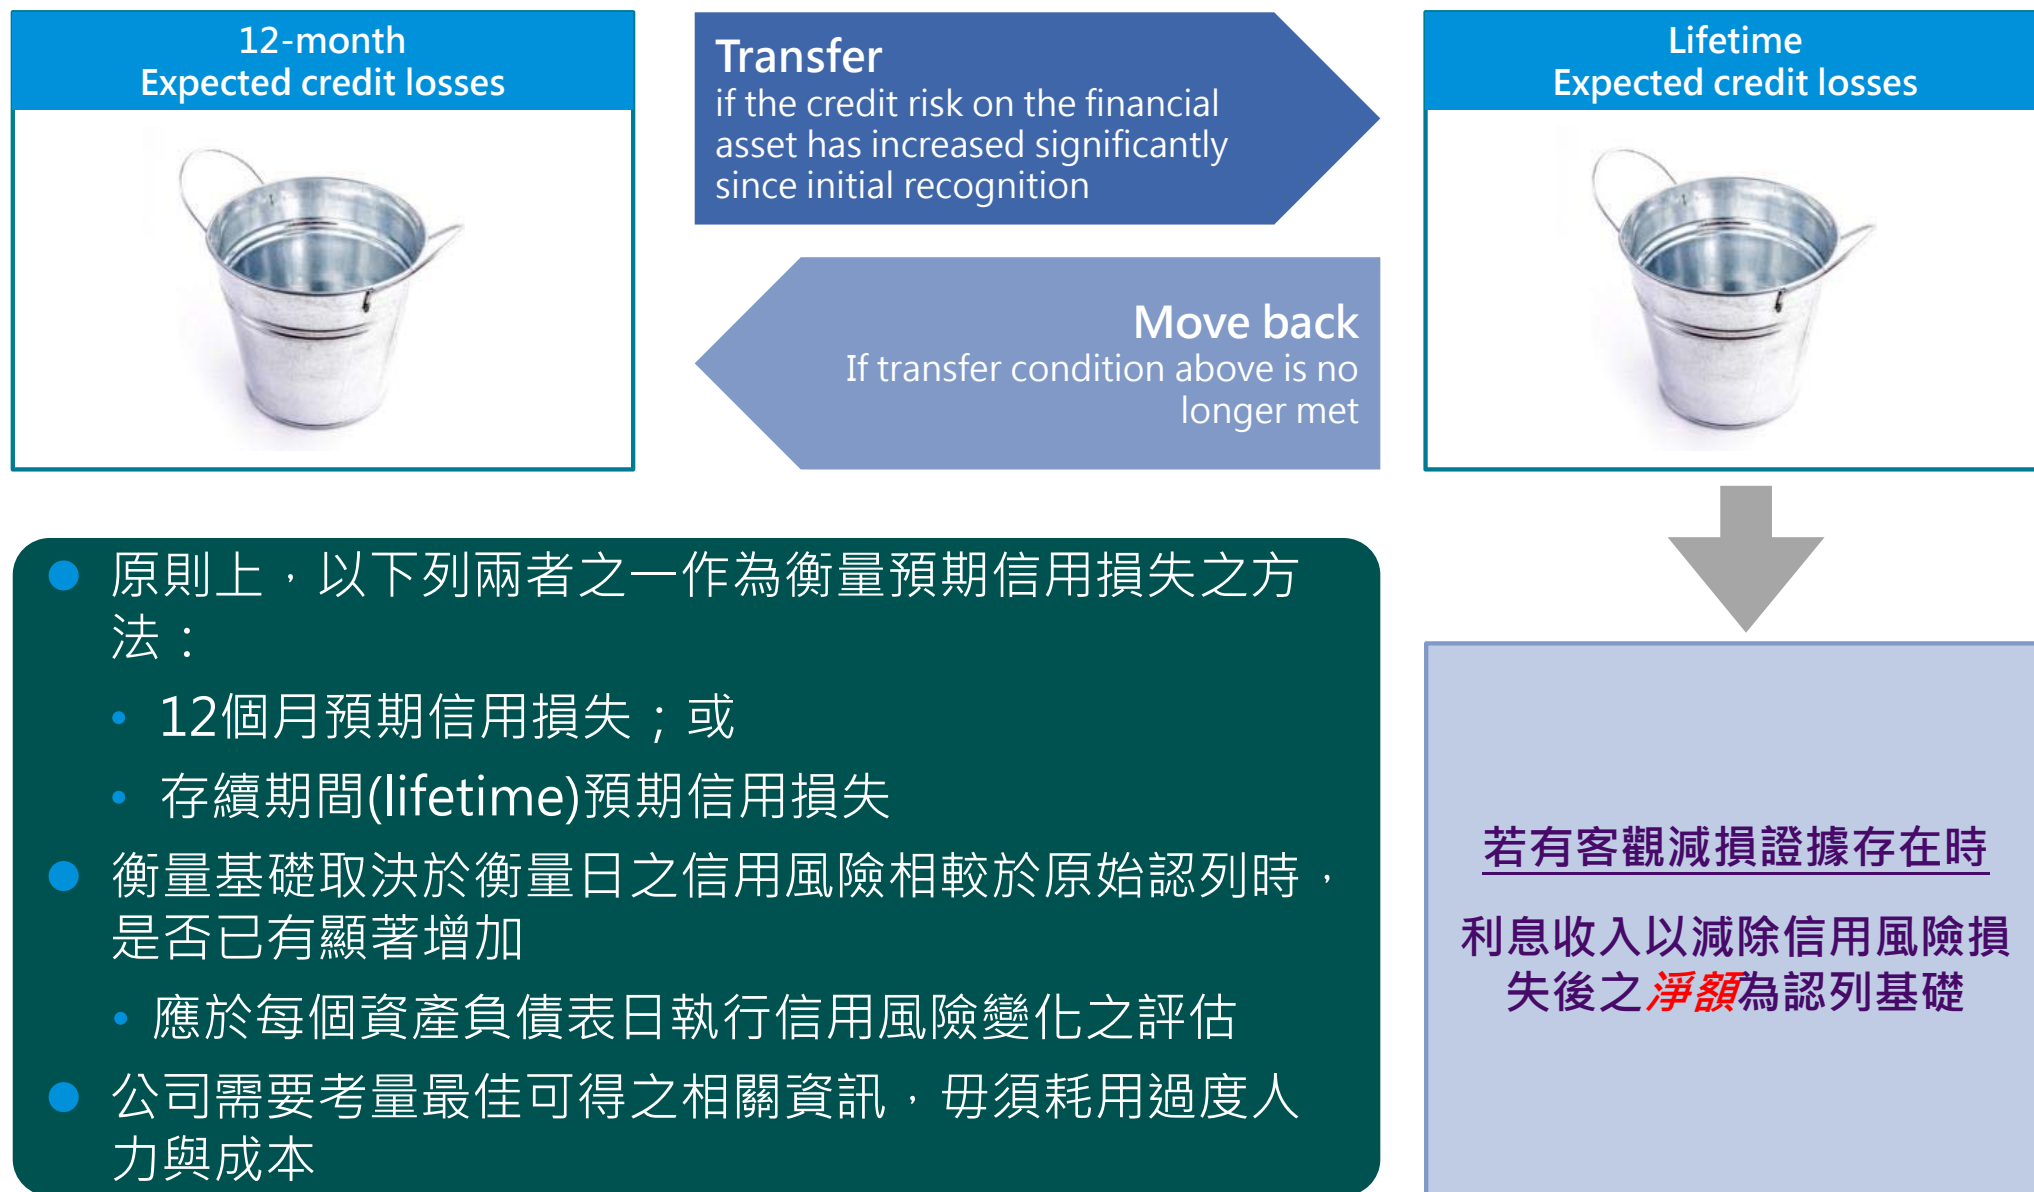 12-month
Expected credit losses
Transfer
if the credit risk on the financial
asset has increased significantly
since initial recognition
Move back
If transfer condition above is no
longer met
Lifetime
Expected credit losses
● 原則上，以下列兩者之一作為衡量預期信用損失之方
法：
• 12個月預期信用損失；或
• 存續期間(lifetime)預期信用損失
● 衡量基礎取決於衡量日之信用風險相較於原始認列時，
是否已有顯著增加
• 應於每個資產負債表日執行信用風險變化之評估
● 公司需要考量最佳可得之相關資訊，毋須耗用過度人
力與成本
若有客觀減損證據存在時
利息收入以減除信用風險損
失後之淨額為認列基礎